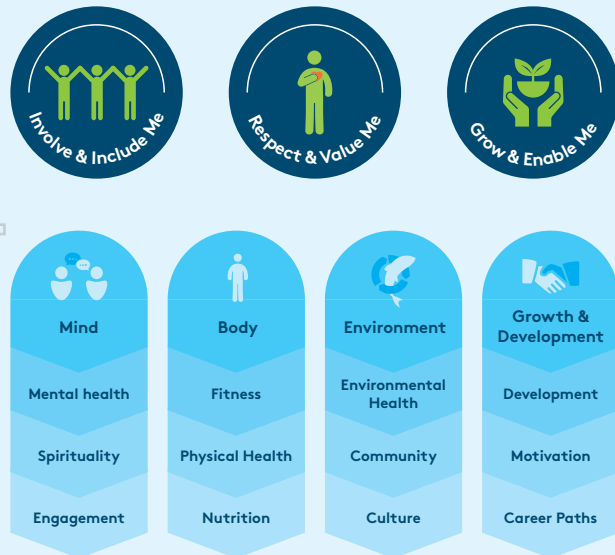 Involve & Include Me
Respect & Value Me
Grow & Enable Me
Mind
Mental health
Spirituality
Engagement
Body
Fitness
Physical Health
Nutrition
Environment
Environmental
Health
Community
Culture
Growth &
Development
Development
Motivation
Career Paths